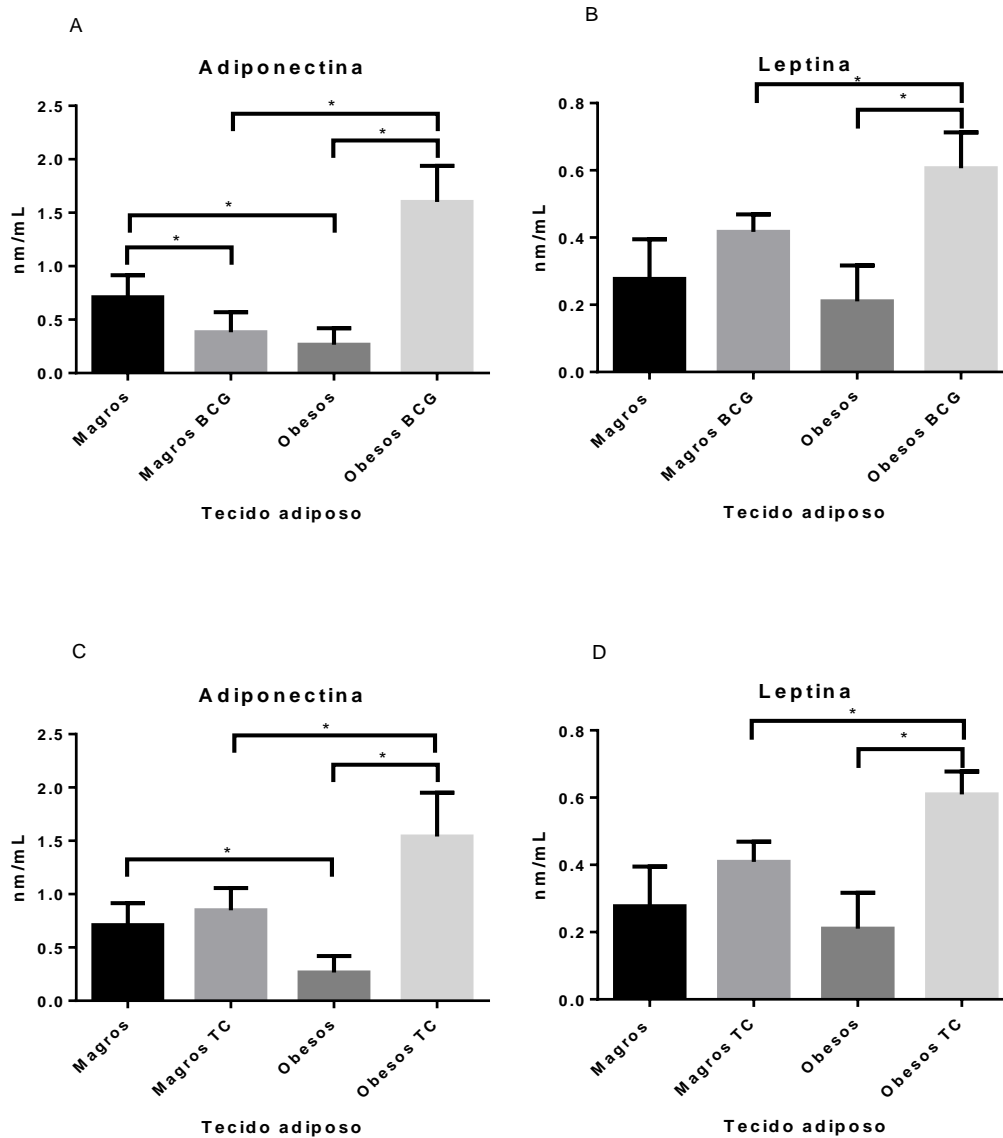 A
Adiponectina
*
*
*
*
2.5
2.0
1.5
1.0
0.5
0.0
nm/mL
Magros
Magros BCG
Obesos
Obesos BCG
Tecido adiposo
B
Leptina
*
*
0.8
0.6
0.4
0.2
0.0
nm/mL
Magros
Magros BCG
Obesos
Obesos BCG
Tecido adiposo
C
Adiponectina
*
*
*
2.5
2.0
1.5
1.0
0.5
0.0
nm/mL
Magros
Magros TC
Obesos
Obesos TC
Tecido adiposo
D
Leptina
*
*
0.8
0.6
0.4
0.2
0.0
nm/mL
Magros
Magros TC
Obesos
Obesos TC
Tecido adiposo